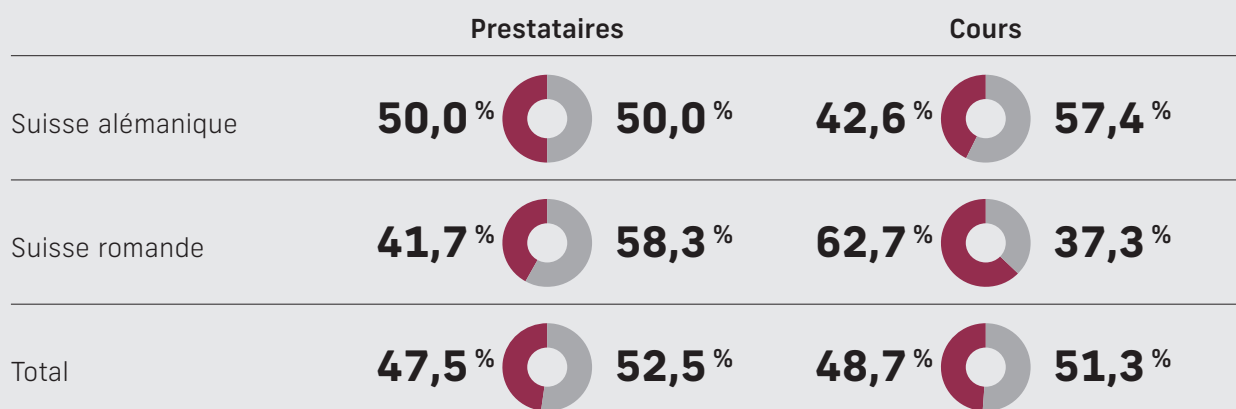 Prestataires Cours
Suisse alémanique 50,0 % 50,0 % 42,6 % 57,4 %
Suisse romande 41,7 % 58,3 % 62,7 % 37,3 %
Total 47,5 % 52,5 % 48,7 % 51,3 %